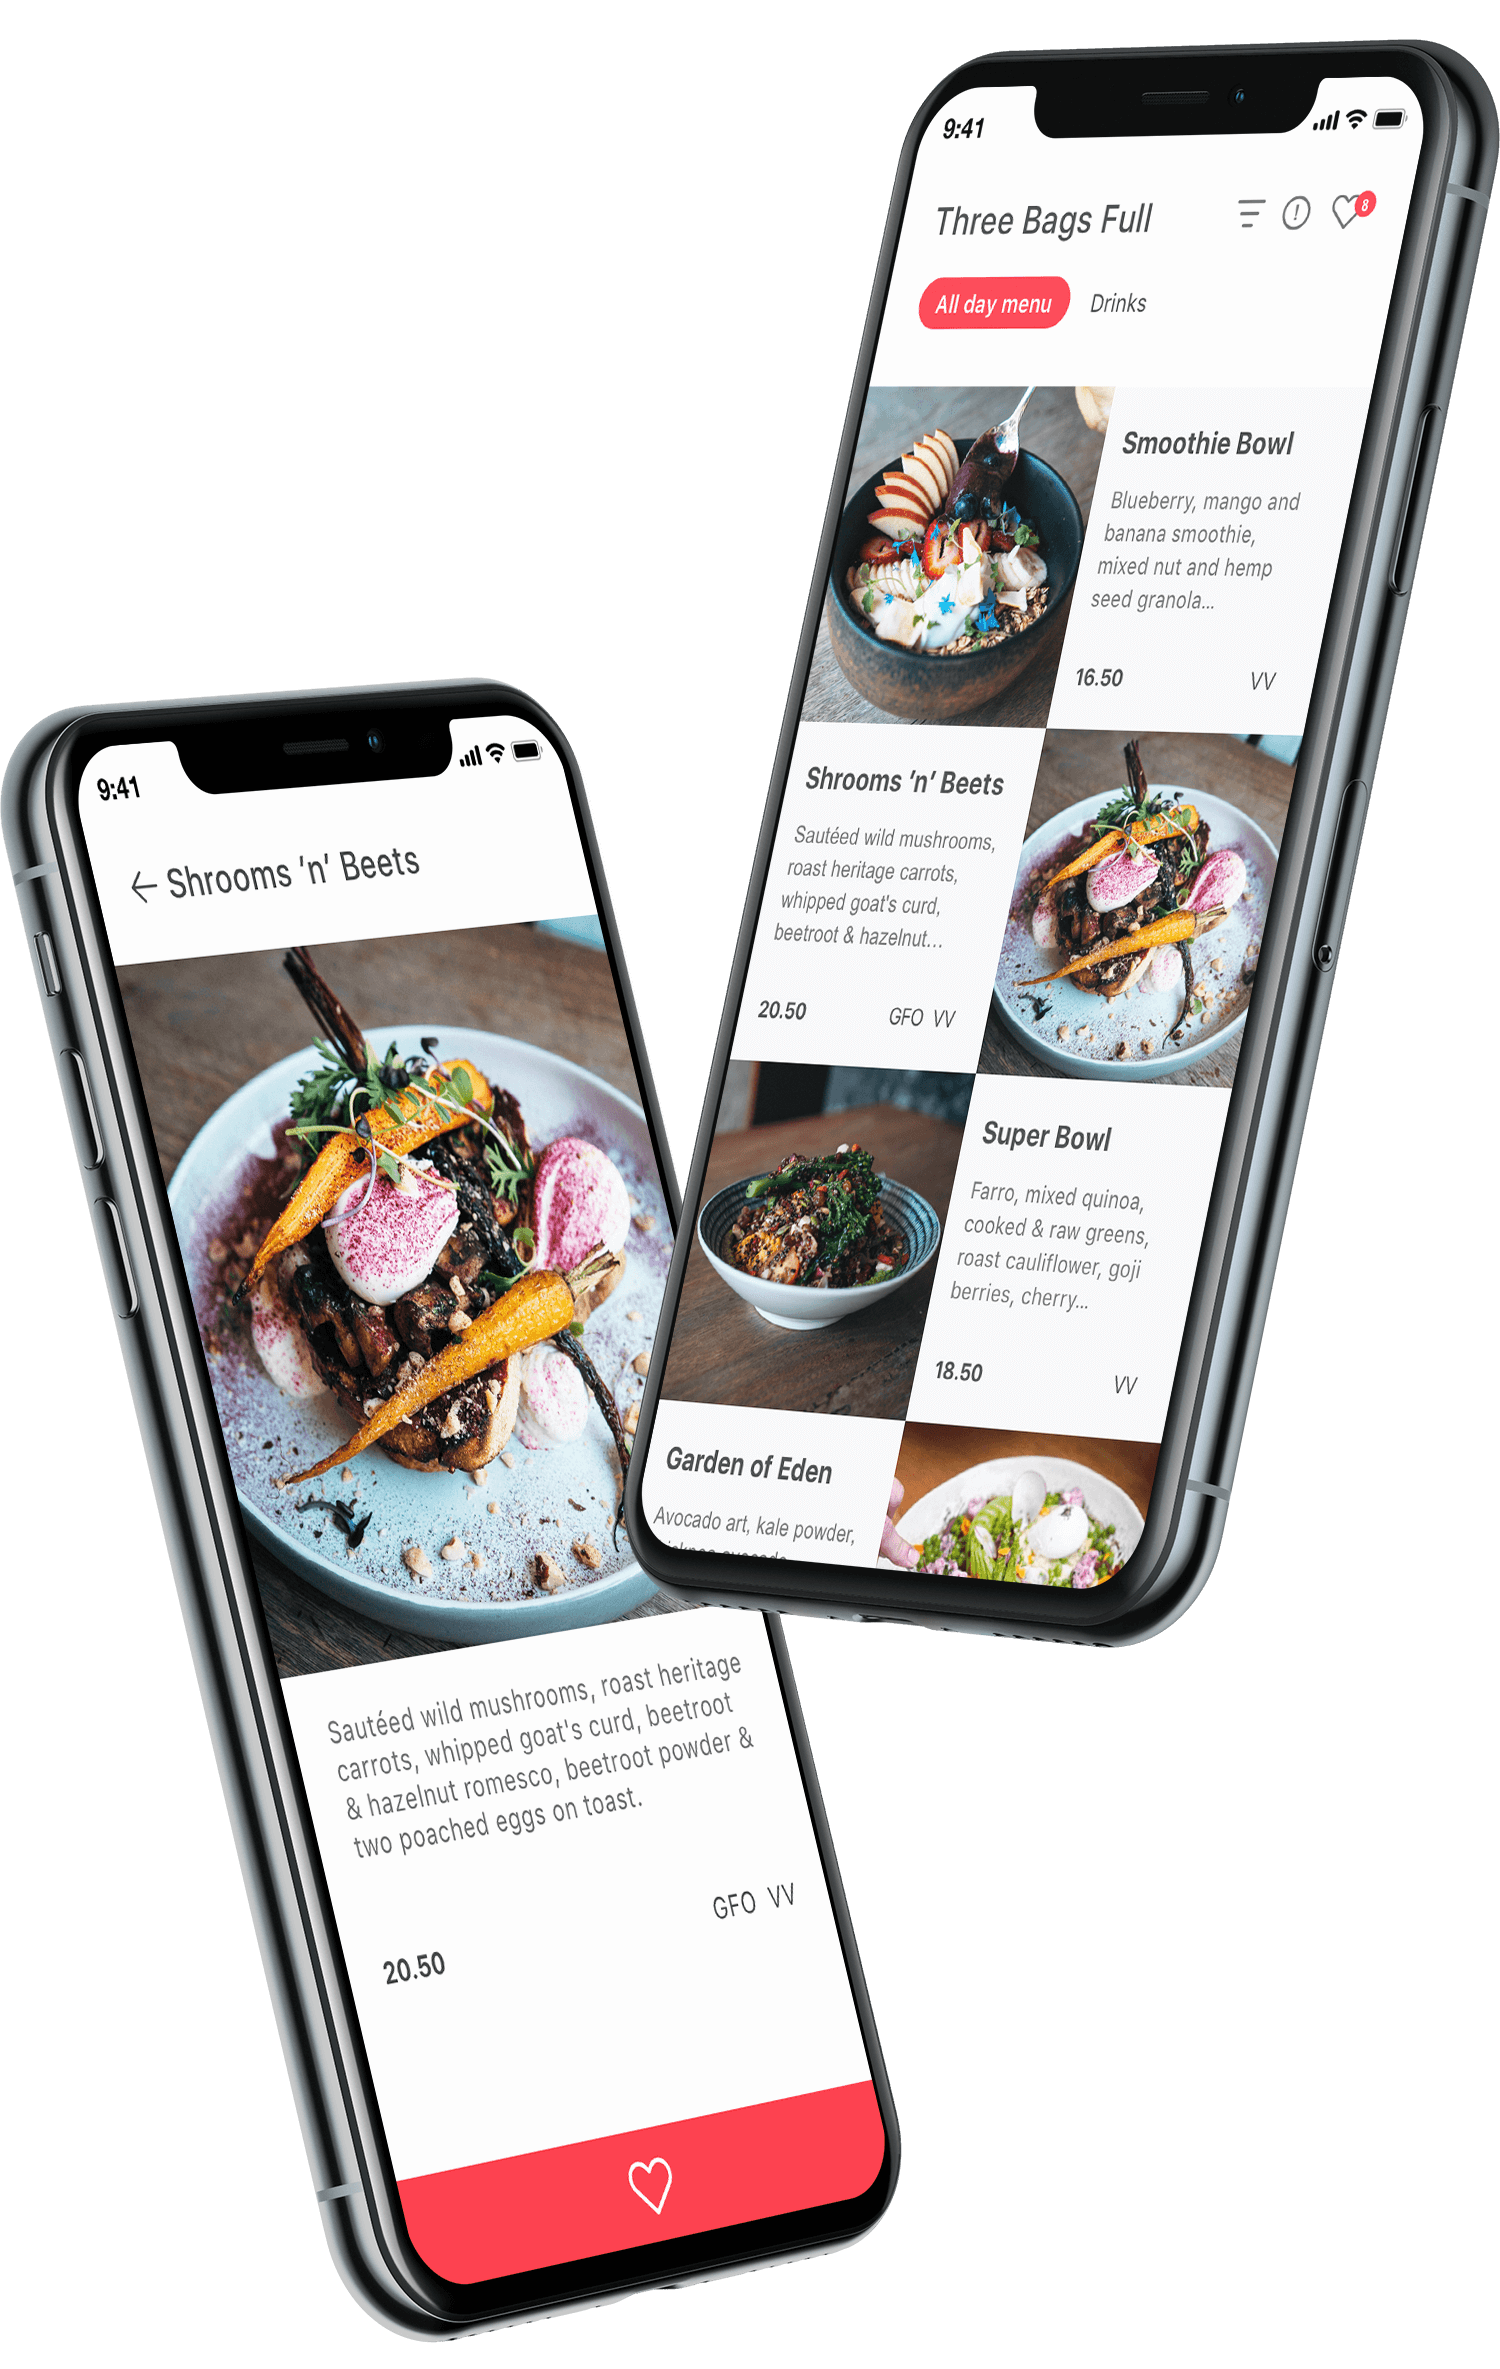 9:41
Three Bags Full
8
All day menu Drinks
Smoothie Bowl
Blueberry, mango and
banana smoothie,
mixed nut and hemp
seed granola...
16.50 VV
Shrooms ’n’ Beets
Sautéed wild mushrooms,
roast heritage carrots,
whipped goat's curd,
beetroot & hazelnut...
20.50 GFO VV
Super Bowl
Farro, mixed quinoa,
cooked & raw greens,
roast cauliflower, goji
berries, cherry...
18.50 VV
Garden of Eden
Avocado art, kale powder,
9:41
← Shrooms ’n’ Beets
Sautéed wild mushrooms, roast heritage
carrots, whipped goat's curd, beetroot
& hazelnut romesco, beetroot powder &
two poached eggs on toast.
GFO VV
20.50